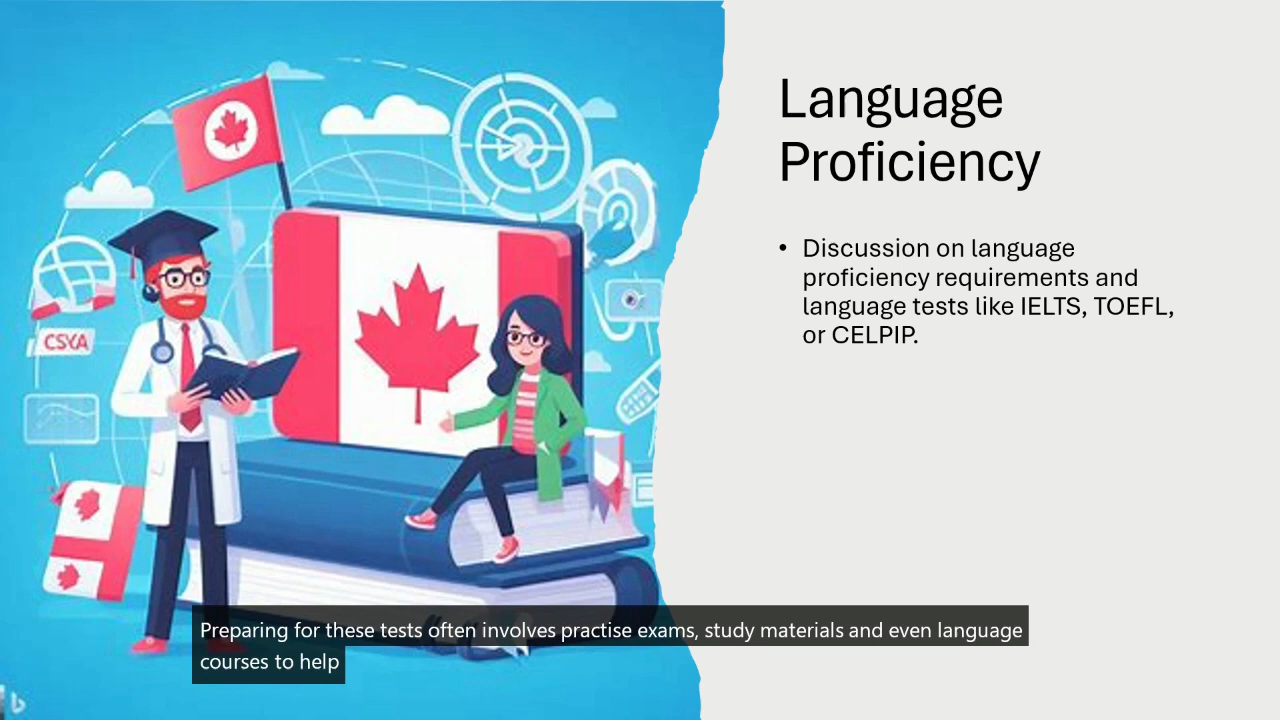 Language
Proficiency
• Discussion on language
proficiency requirements and
language tests like IELTS, TOEFL,
or CELPIP.
CSYA
Preparing for these tests often involves practise exams, study materials and even language
courses to help